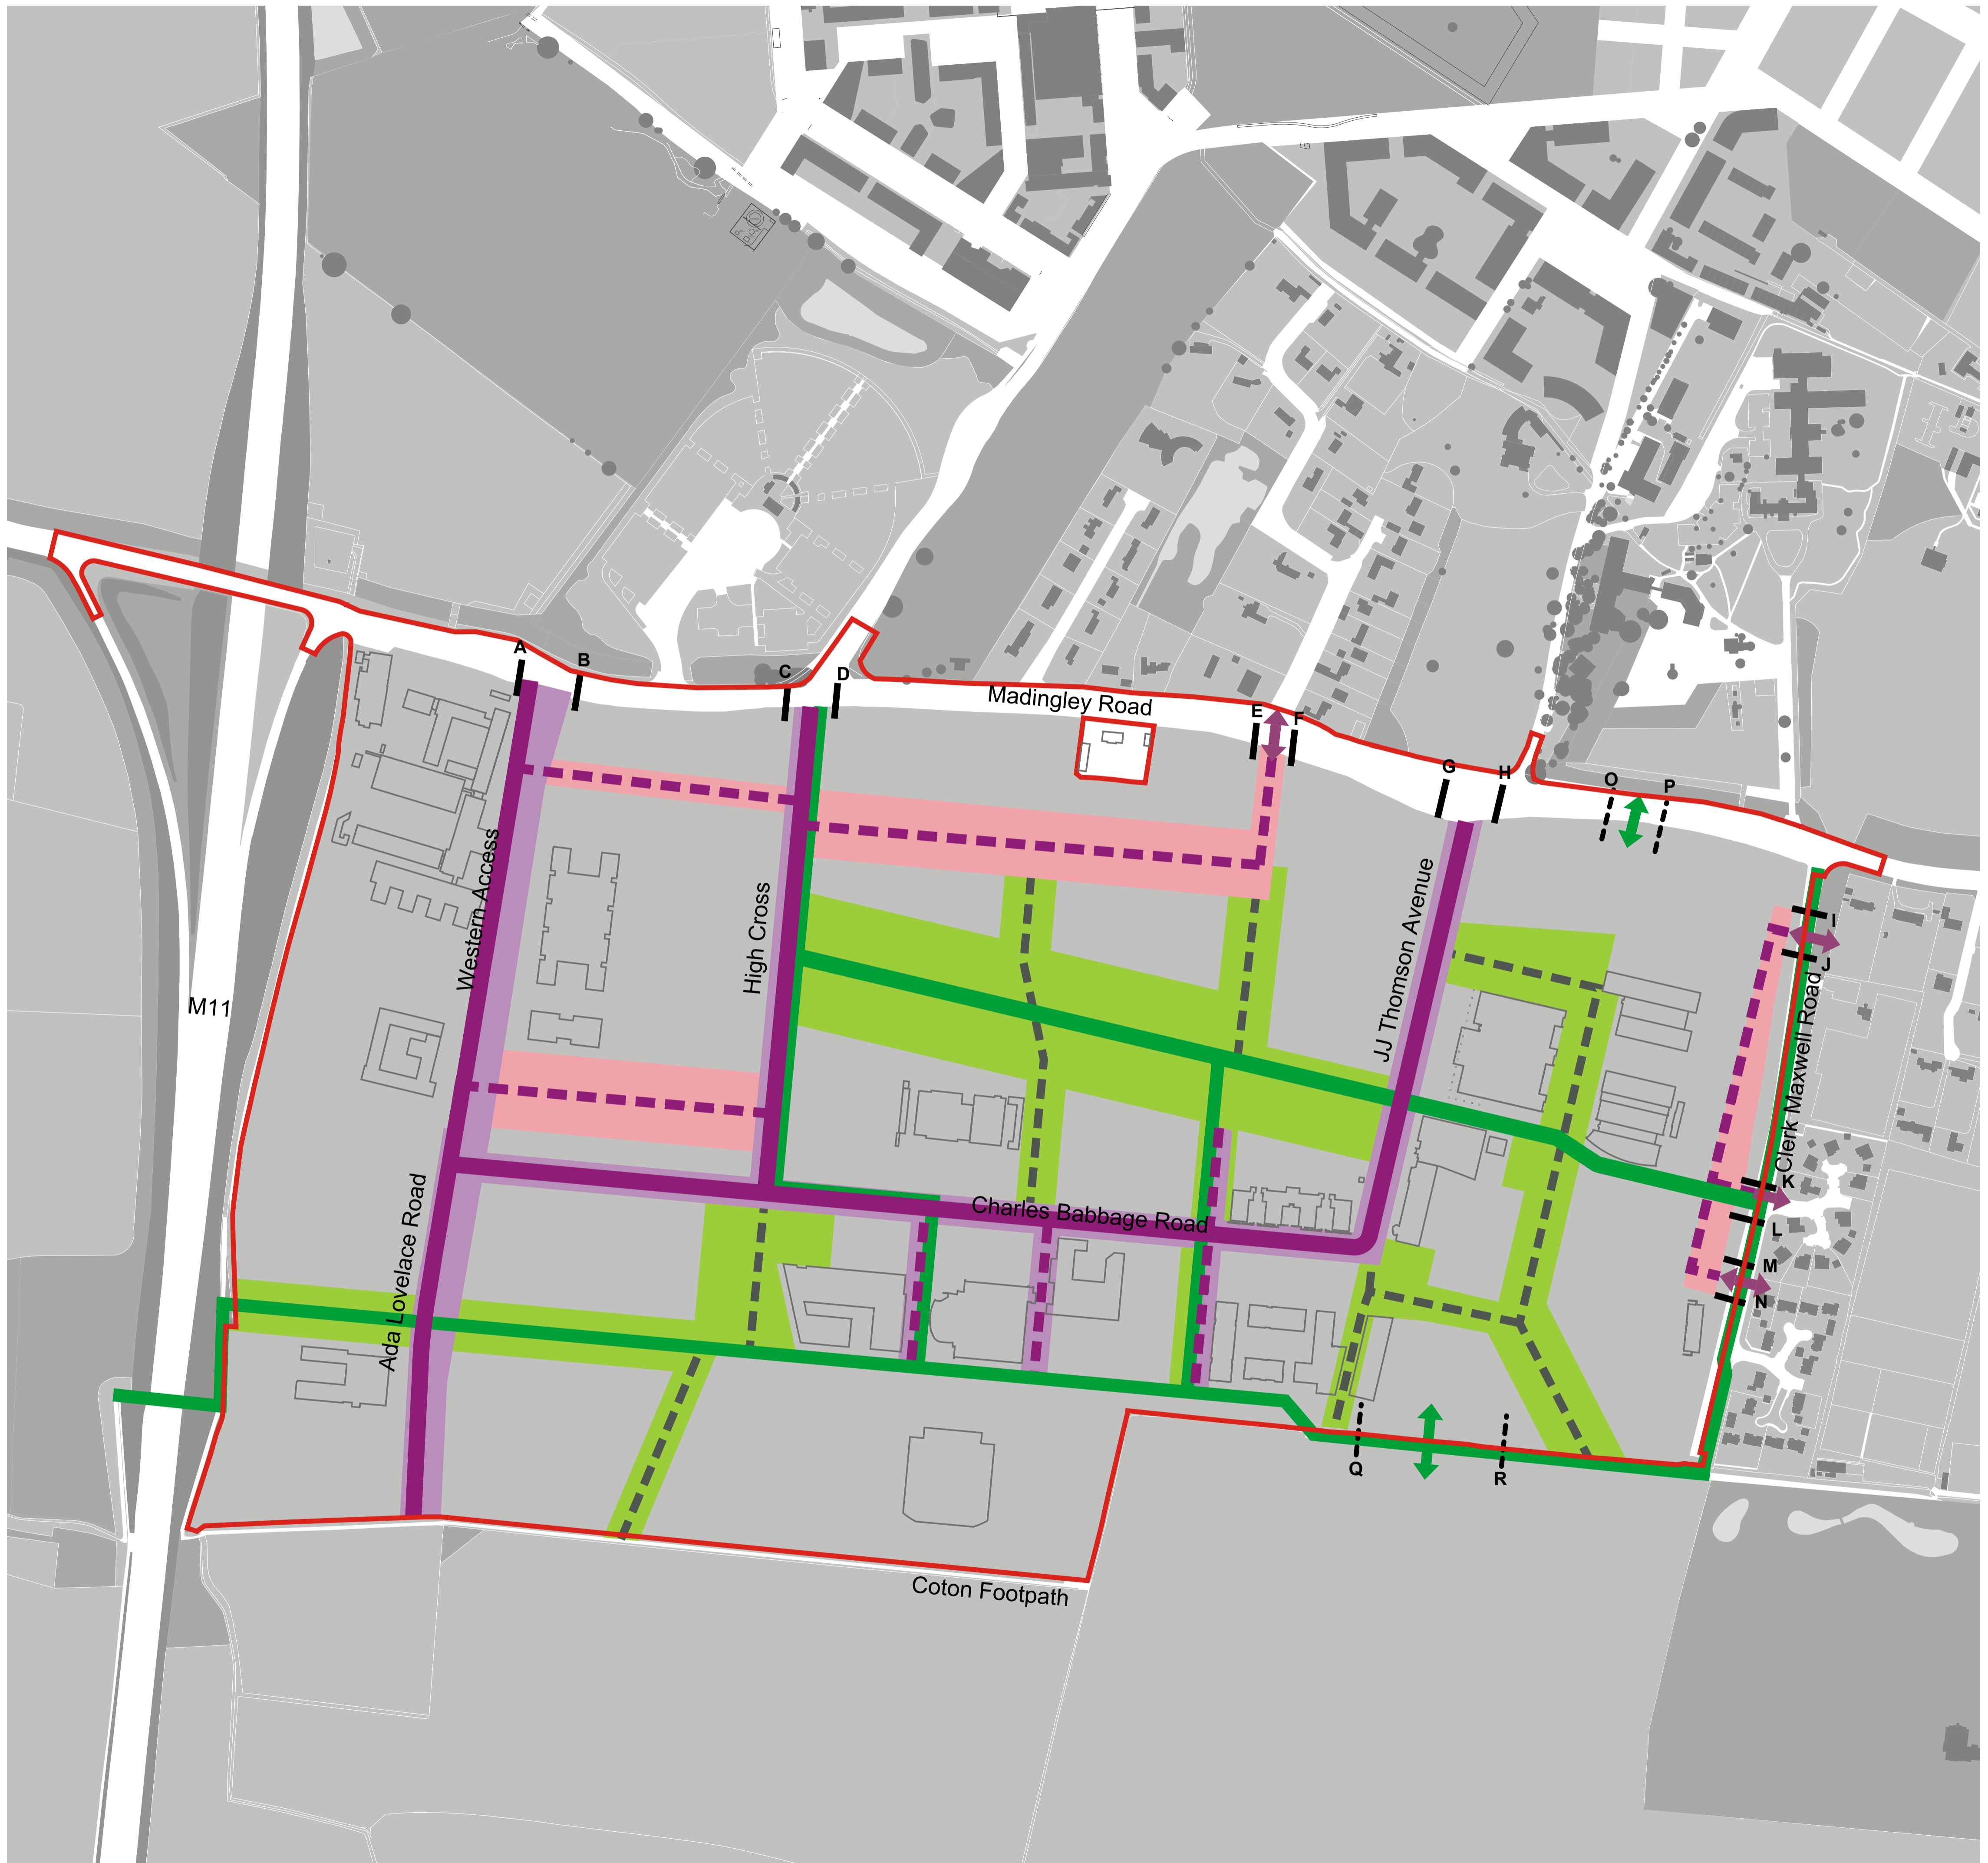 A
B
C
D
Madingley Road
E
F
G
H
O
P
Western Access
High Cross
JJ Thomson Avenue
I
J
M11
Clerk Maxwell Road
K
L
Ada Lovelace Road
Charles Babbage Road
M
N
Q
R
Coton Footpath